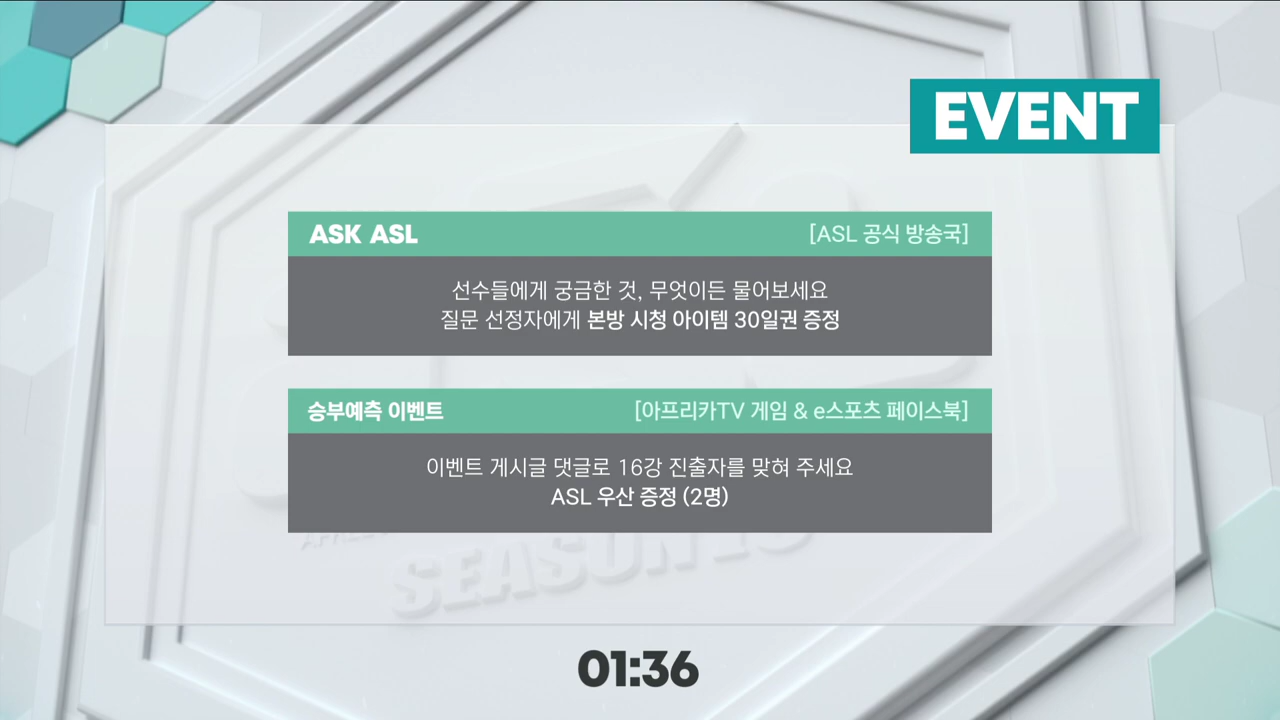 EVENT
ASK ASL
[ASL 공식 방송국]
선수들에게 궁금한 것, 무엇이든 물어보세요
질문 선정자에게 본방 시청 아이템 30일권 증정
승부예측 이벤트
[아프리카TV 게임 & e스포츠 페이스북]
이벤트 게시글 댓글로 16강 진출자를 맞혀 주세요
ASL 우산 증정 (2명)
SEASON
01:36